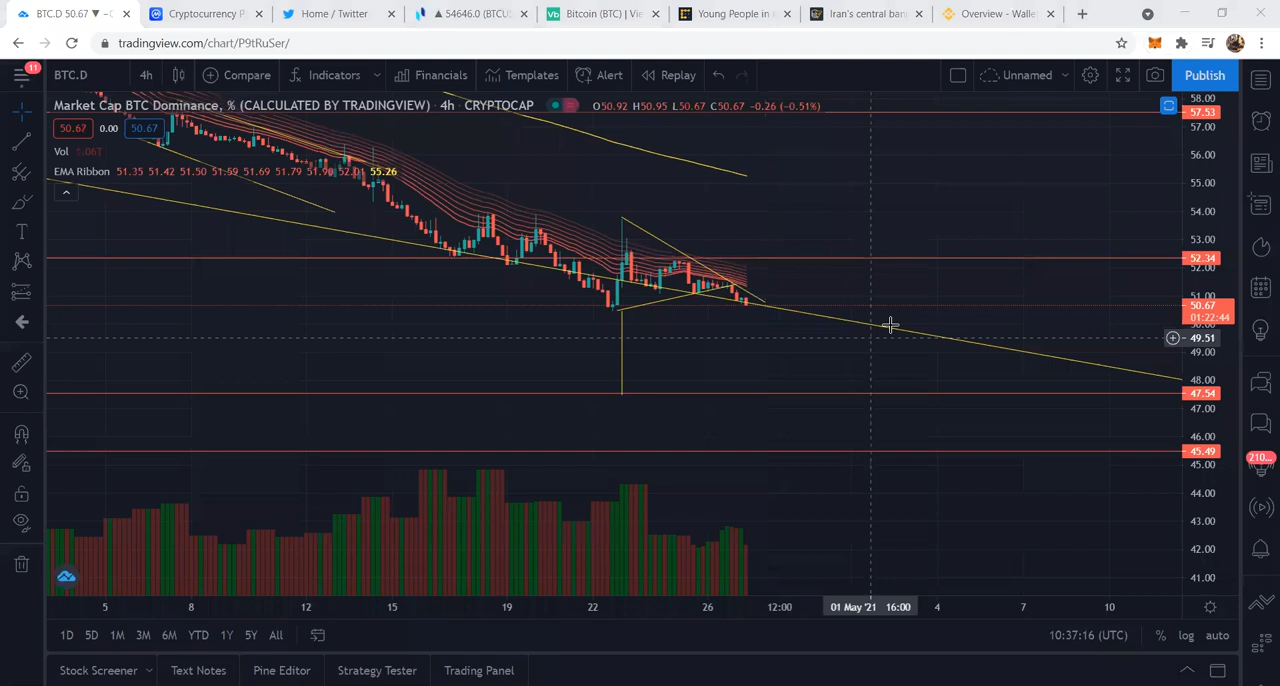 BTC.D 50.67 ▼ −
Cryptocurrency P
Home / Twitter
▲ 54646.0 (BTCU
Bitcoin (BTC) | Vie
Young People in
Iran's central ban
Overview - Walle
tradingview.com/chart/P9tRuSer/
11
BTC.D
4h
Compare
Indicators
Financials
Templates
Alert
Replay
Unnamed
Publish
Market Cap BTC Dominance, % (CALCULATED BY TRADINGVIEW) · 4h · CRYPTOCAP
O50.92 H50.95 L50.67 C50.67 -0.26 (-0.51%)
50.67 0.00 50.67
Vol 1.06T
EMA Ribbon 51.35 51.42 51.50 51.59 51.69 51.79 51.90 52.01 55.26
58.00
57.53
57.00
56.00
55.00
54.00
53.00
52.34
52.00
51.00
50.67
01:22:44
50.00
49.51
49.00
48.00
47.54
47.00
46.00
45.49
45.00
44.00
43.00
42.00
41.00
210...
5 8 12 15 19 22 26 12:00 01 May '21 16:00 4 7 10
1D 5D 1M 3M 6M YTD 1Y 5Y All
10:37:16 (UTC) % log auto
Stock Screener Text Notes Pine Editor Strategy Tester Trading Panel